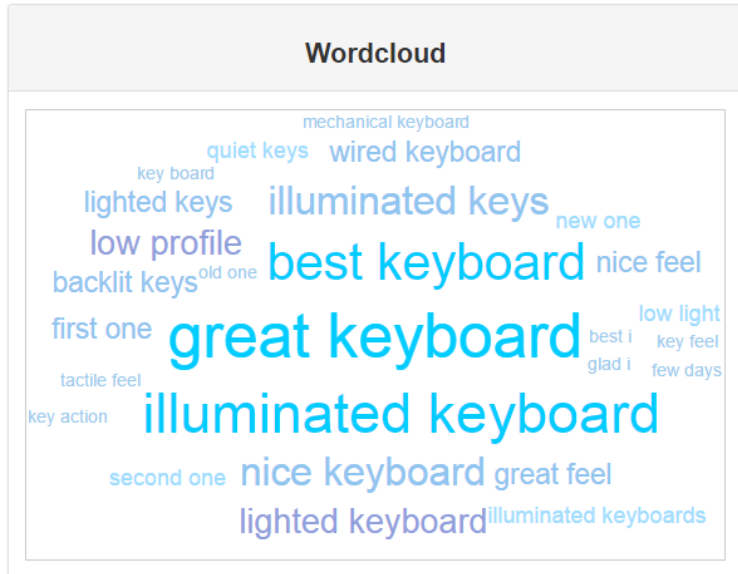 Wordcloud
mechanical keyboard
quiet keys wired keyboard
key board
lighted keys illuminated keys
new one
low profile best keyboard nice feel
backlit keys old one
low light
first one great keyboard best i key feel
glad i few days
tactile feel
key action illuminated keyboard
second one nice keyboard great feel
lighted keyboard illuminated keyboards